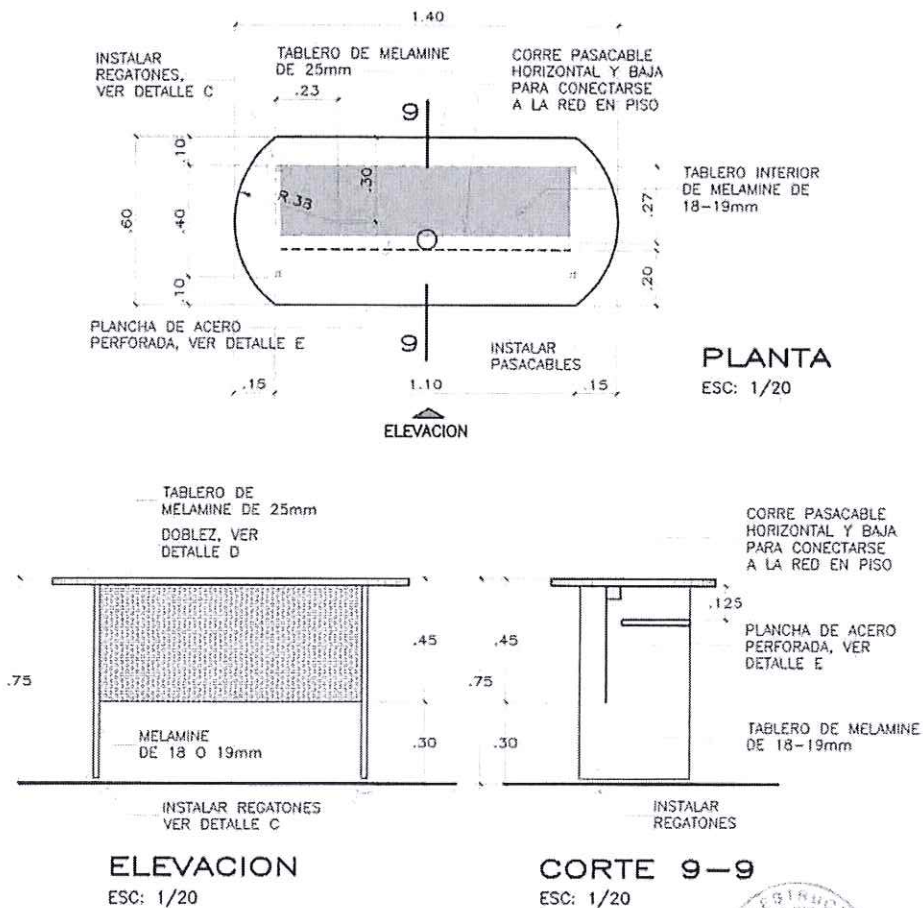 1.40
INSTALAR
REGATONES,
VER DETALLE C
TABLERO DE MELAMINE
DE 25mm
.23
CORRE PASACABLE
HORIZONTAL Y BAJA
PARA CONECTARSE
A LA RED EN PISO
9
.10
.30
R.38
.60
.40
.27
TABLERO INTERIOR
DE MELAMINE DE
18-19mm
.20
.10
PLANCHA DE ACERO
PERFORADA, VER DETALLE E
9
INSTALAR
PASACABLES
.15
1.10
.15
PLANTA
ESC: 1/20
ELEVACION
TABLERO DE
MELAMINE DE 25mm
DOBLEZ, VER
DETALLE D
.75
.45
MELAMINE
DE 18 O 19mm
.30
INSTALAR REGATONES
VER DETALLE C
ELEVACION
ESC: 1/20
CORRE PASACABLE
HORIZONTAL Y BAJA
PARA CONECTARSE
A LA RED EN PISO
.125
.45
.75
PLANCHA DE ACERO
PERFORADA, VER
DETALLE E
.30
TABLERO DE MELAMINE
DE 18-19mm
INSTALAR
REGATONES
CORTE 9-9
ESC: 1/20